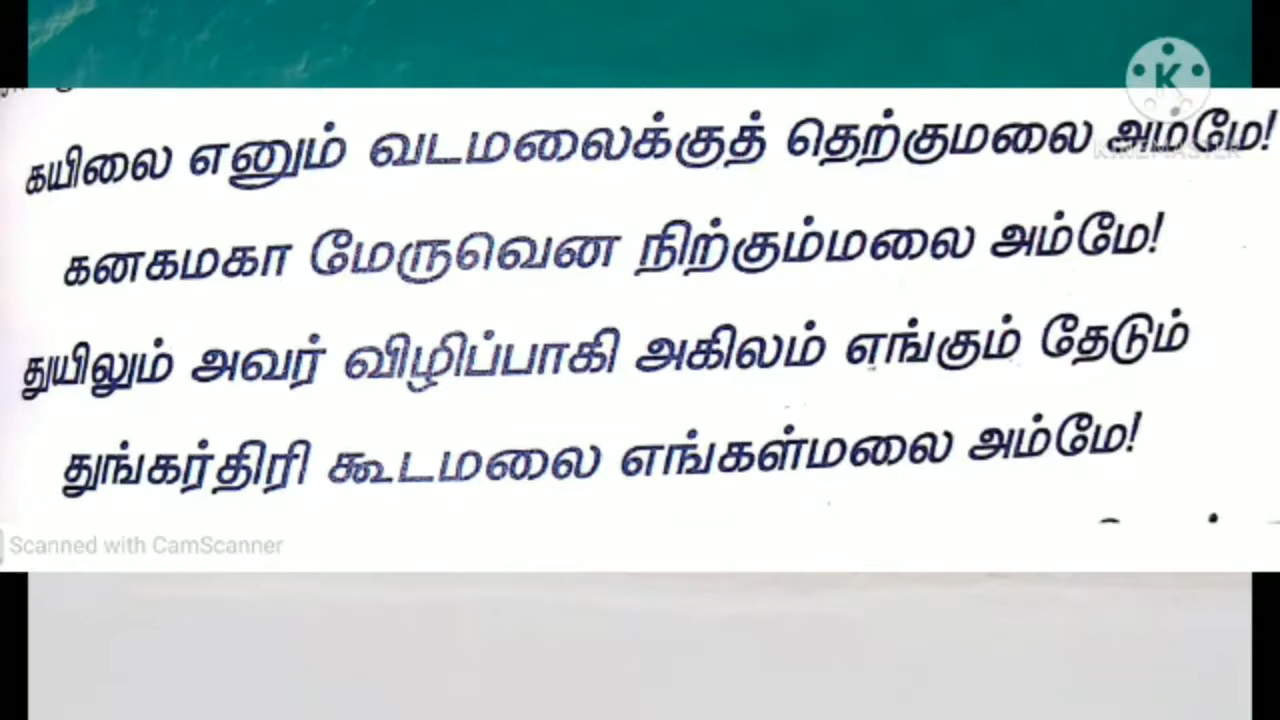 கயிலை எனும் வடமலைக்குத் தெற்குமலை அம்மே!
கனகமகா மேருவென நிற்கும்மலை அம்மே!
துயிலும் அவர் விழிப்பாகி அகிலம் எங்கும் தேடும்
துங்கர்திரி கூடமலை எங்கள்மலை அம்மே!
Scanned with CamScanner
K
KINEMASTER